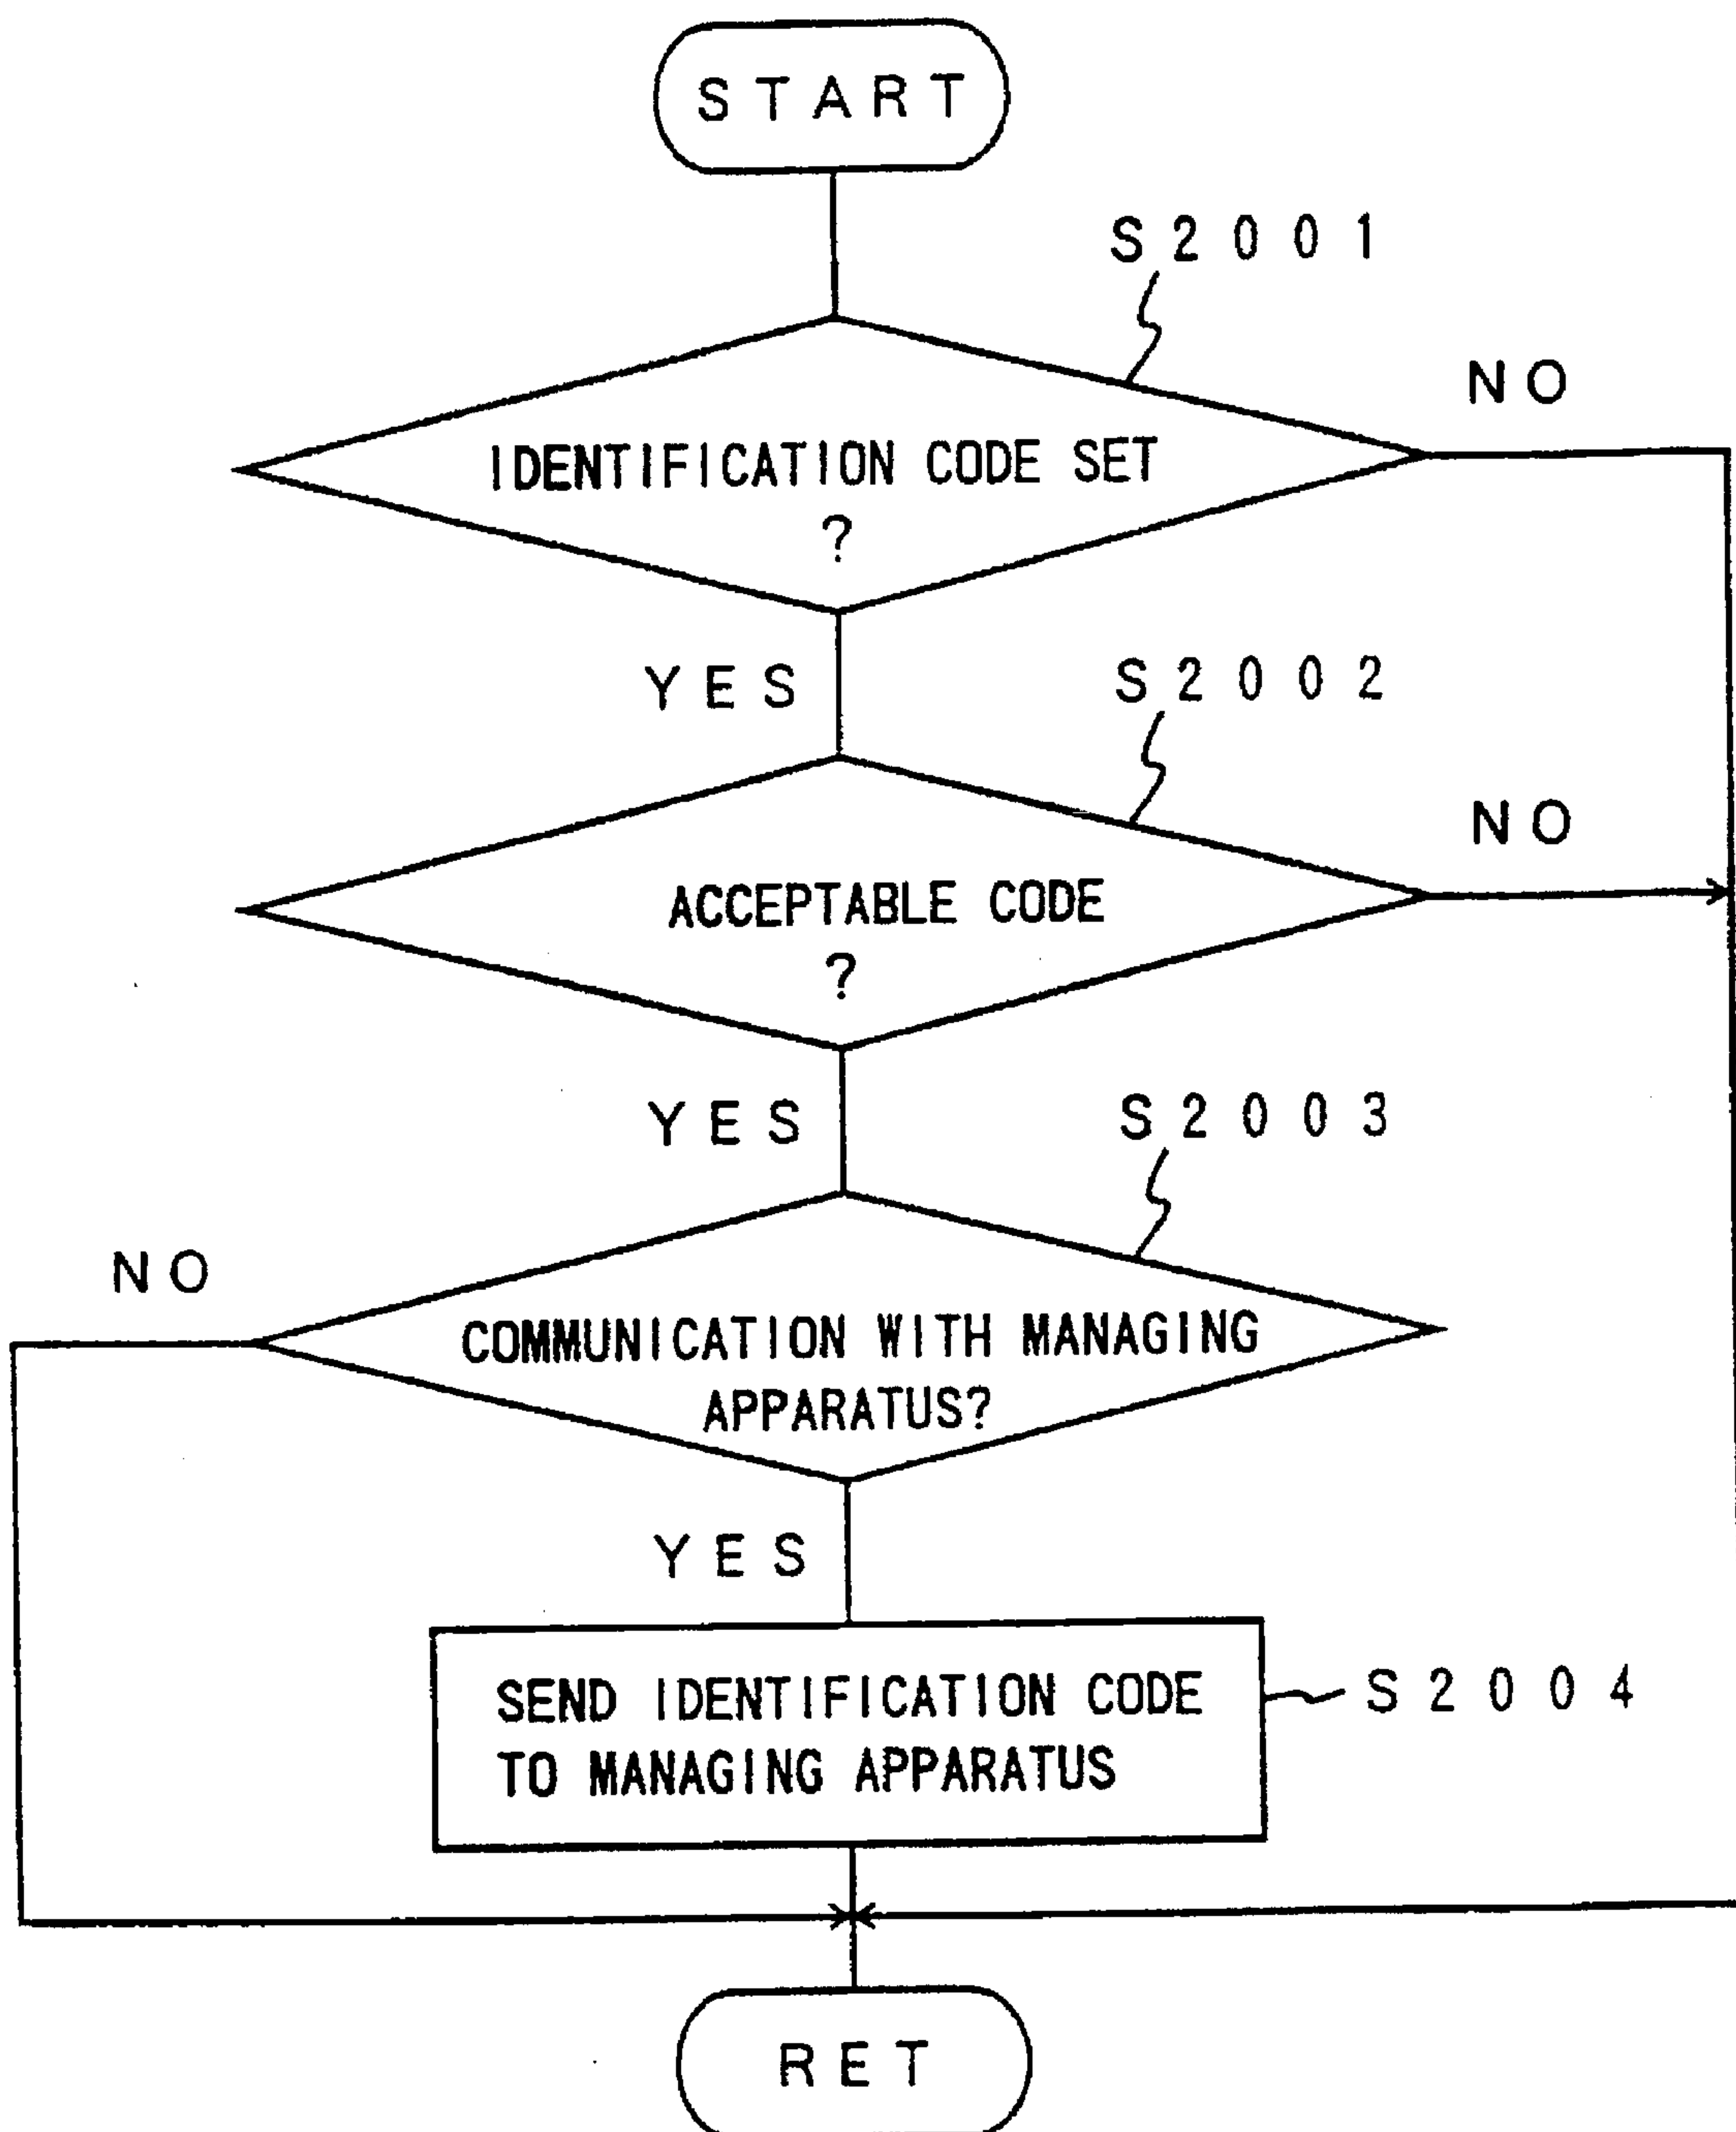 START
S2001
NO
IDENTIFICATION CODE SET
?
YES
S2002
NO
ACCEPTABLE CODE
?
YES
S2003
NO
COMMUNICATION WITH MANAGING
APPARATUS?
YES
SEND IDENTIFICATION CODE
S2004
TO MANAGING APPARATUS
RET